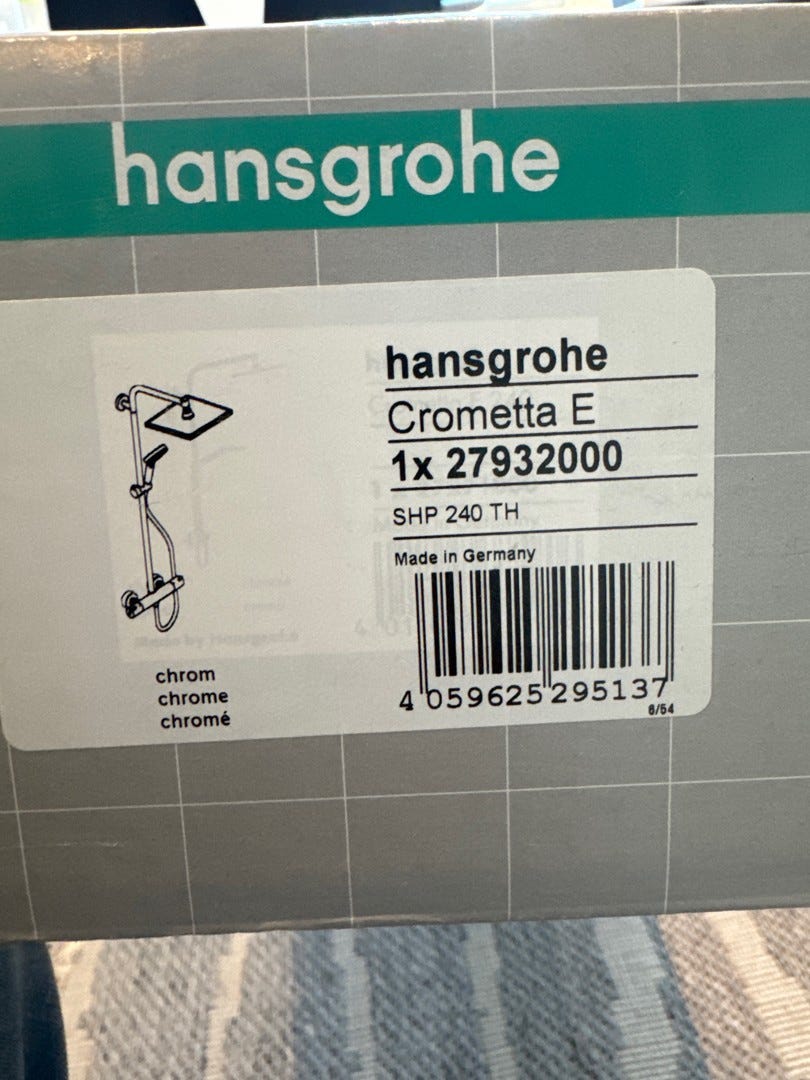 hansgrohe
hansgrohe
Crometta E
1x 27932000
SHP 240 TH
Made in Germany
4 059625 295137
6/54
chrom
chrome
chromé